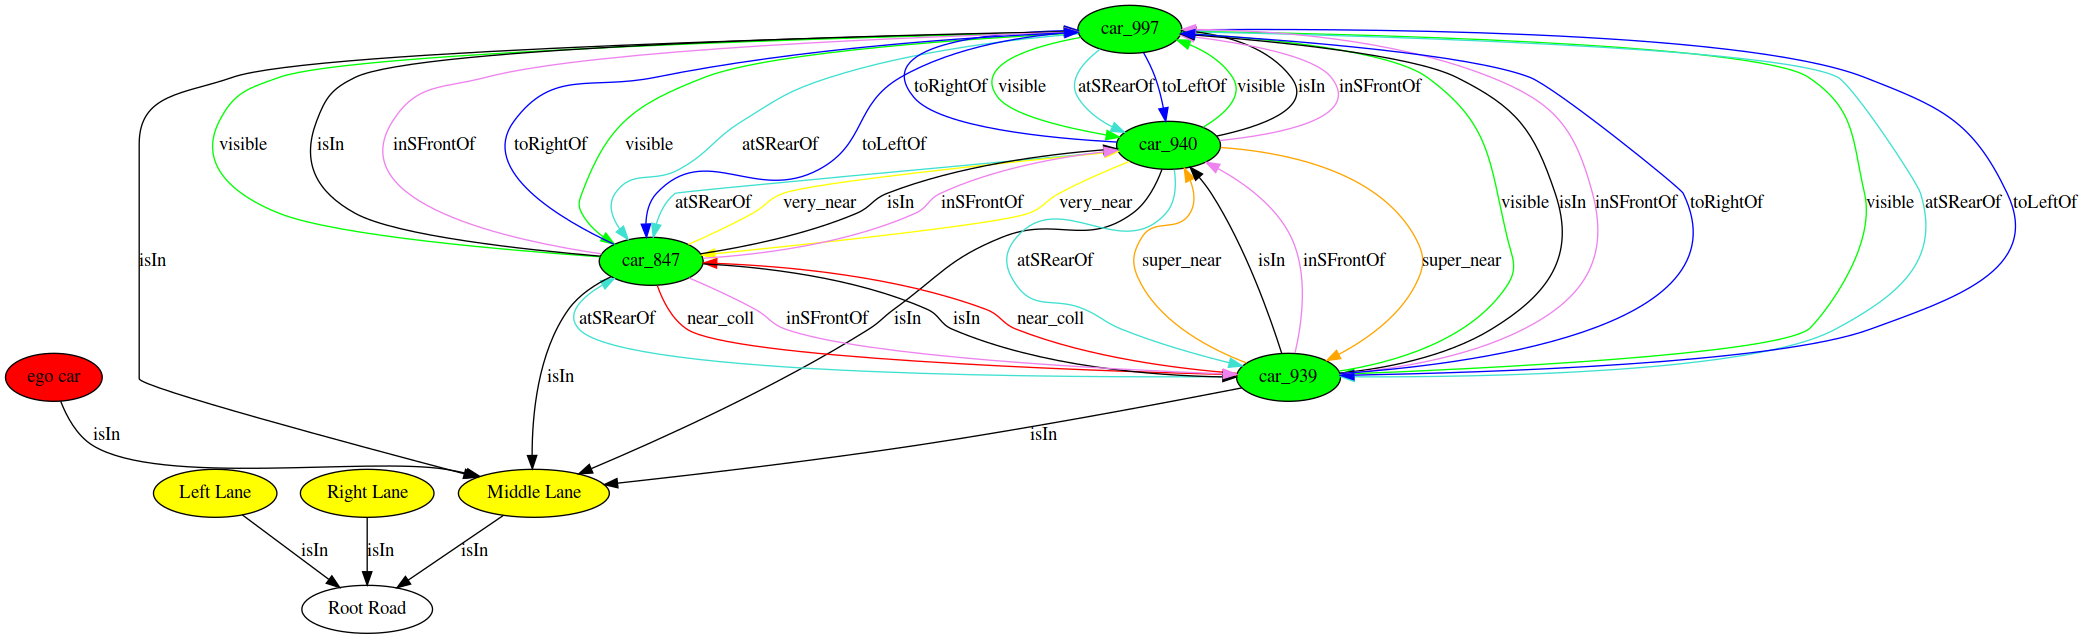 car_997
toRightOf visible atSRearOf toLeftOf visible isIn inSFrontOf
visible isIn inSFrontOf toRightOf visible atSRearOf toLeftOf car_940
atSRearOf very_near isIn inSFrontOf very_near visible isIn inSFrontOf toRightOf visible atSRearOf toLeftOf
isIn car_847 atSRearOf super_near isIn inSFrontOf super_near
atSRearOf near_coll inSFrontOf isIn isIn near_coll
ego car isIn car_939
isIn isIn
Left Lane Right Lane Middle Lane
isIn isIn isIn
Root Road